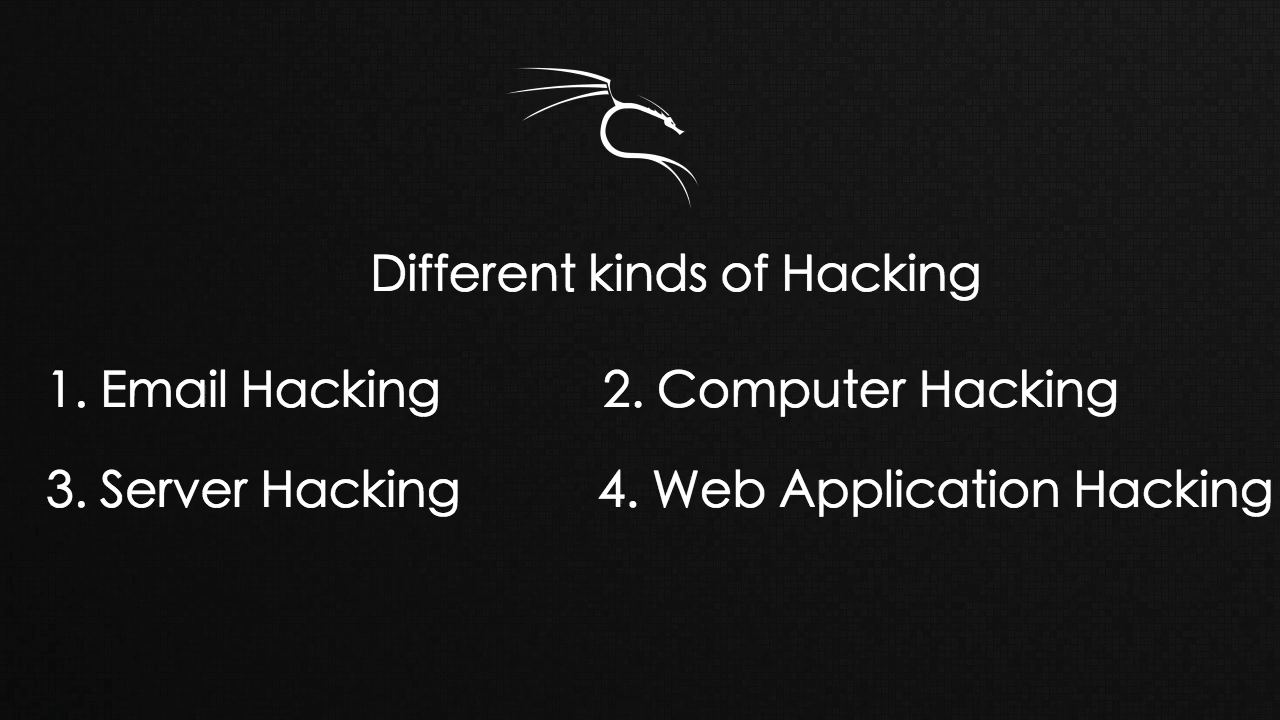 Different kinds of Hacking
1. Email Hacking
2. Computer Hacking
3. Server Hacking
4. Web Application Hacking